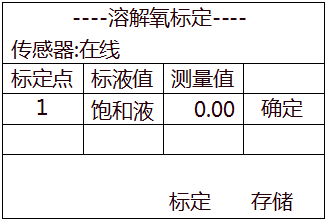 ----溶解氧标定----
传感器:在线
标定点 标液值 测量值
1 饱和液 0.00 确定
标定 存储